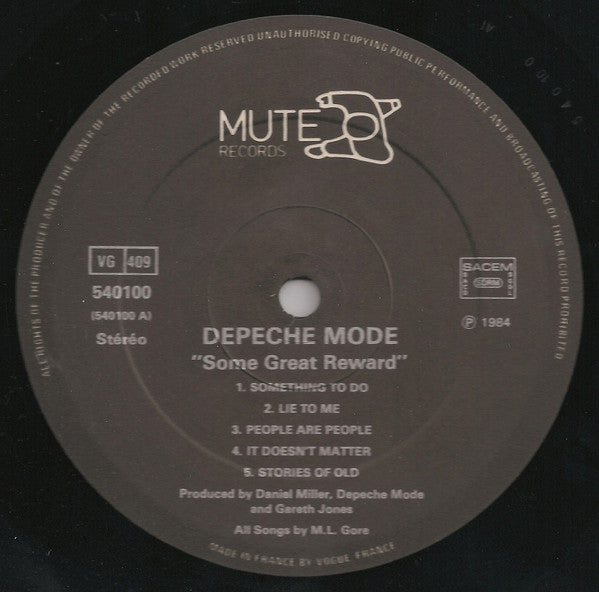 ALL RIGHTS OF THE PRODUCER AND OF THE OWNER OF THE RECORDED WORK RESERVED UNAUTHORISED COPYING PUBLIC PERFORMANCE AND BROADCASTING OF THIS RECORD PROHIBITED
MUTE
RECORDS
VG 409
540100
(540100 A)
Stéréo
SACEM
SDRM
SACD SGDL
℗ 1984
DEPECHE MODE
"Some Great Reward"
1. SOMETHING TO DO
2. LIE TO ME
3. PEOPLE ARE PEOPLE
4. IT DOESN'T MATTER
5. STORIES OF OLD
Produced by Daniel Miller, Depeche Mode
and Gareth Jones
All Songs by M.L. Gore
MADE IN FRANCE BY VOGUE FRANCE